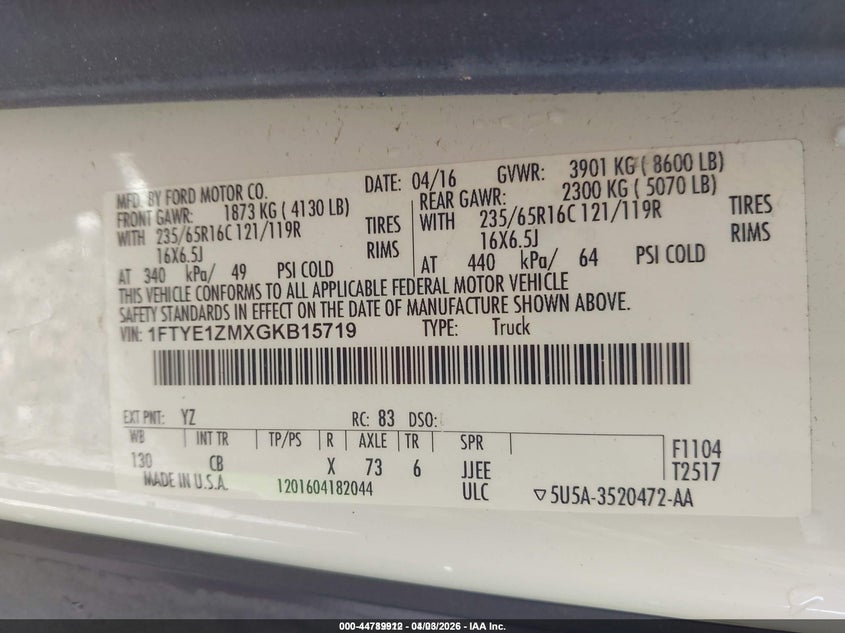 MFD. BY FORD MOTOR CO. DATE: 04/16 GVWR: 3901 KG ( 8600 LB)
FRONT GAWR: 1873 KG ( 4130 LB) REAR GAWR: 2300 KG ( 5070 LB)
WITH 235/65R16C 121/119R TIRES WITH 235/65R16C 121/119R TIRES
16X6.5J RIMS 16X6.5J RIMS
AT 340 kPa/ 49 PSI COLD AT 440 kPa/ 64 PSI COLD
THIS VEHICLE CONFORMS TO ALL APPLICABLE FEDERAL MOTOR VEHICLE
SAFETY STANDARDS IN EFFECT ON THE DATE OF MANUFACTURE SHOWN ABOVE.
VIN: 1FTYE1ZMXGKB15719 TYPE: Truck
EXT PNT: YZ RC: 83 DSO:
WB INT TR TP/PS R AXLE TR SPR
130 CB X 73 6 JJEE F1104
T2517
MADE IN U.S.A. 1201604182044 ULC ▽5U5A-3520472-AA
04/08/2026 - IAA Inc.